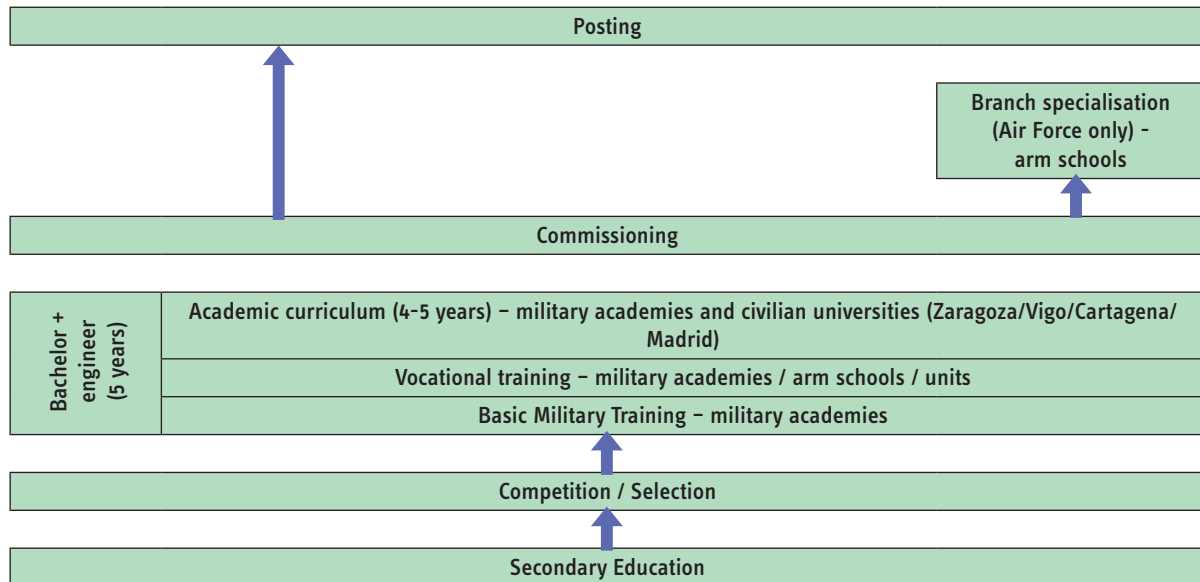 Posting
Branch specialisation
(Air Force only) -
arm schools
Commissioning
Bachelor +
engineer
(5 years)
Academic curriculum (4-5 years) – military academies and civilian universities (Zaragoza/Vigo/Cartagena/
Madrid)
Vocational training – military academies / arm schools / units
Basic Military Training – military academies
Competition / Selection
Secondary Education